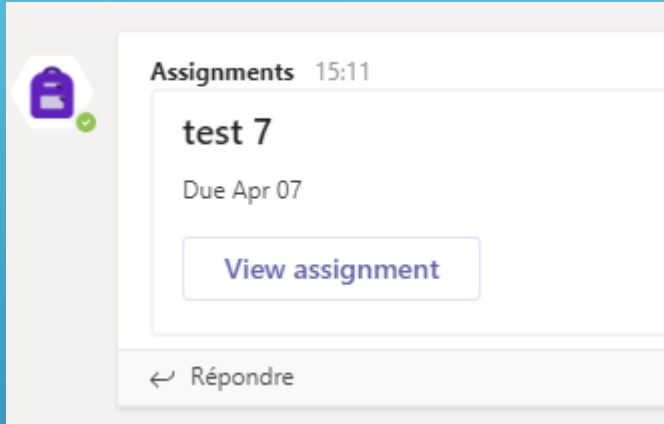 Assignments 15:11
test 7
Due Apr 07
View assignment
Répondre